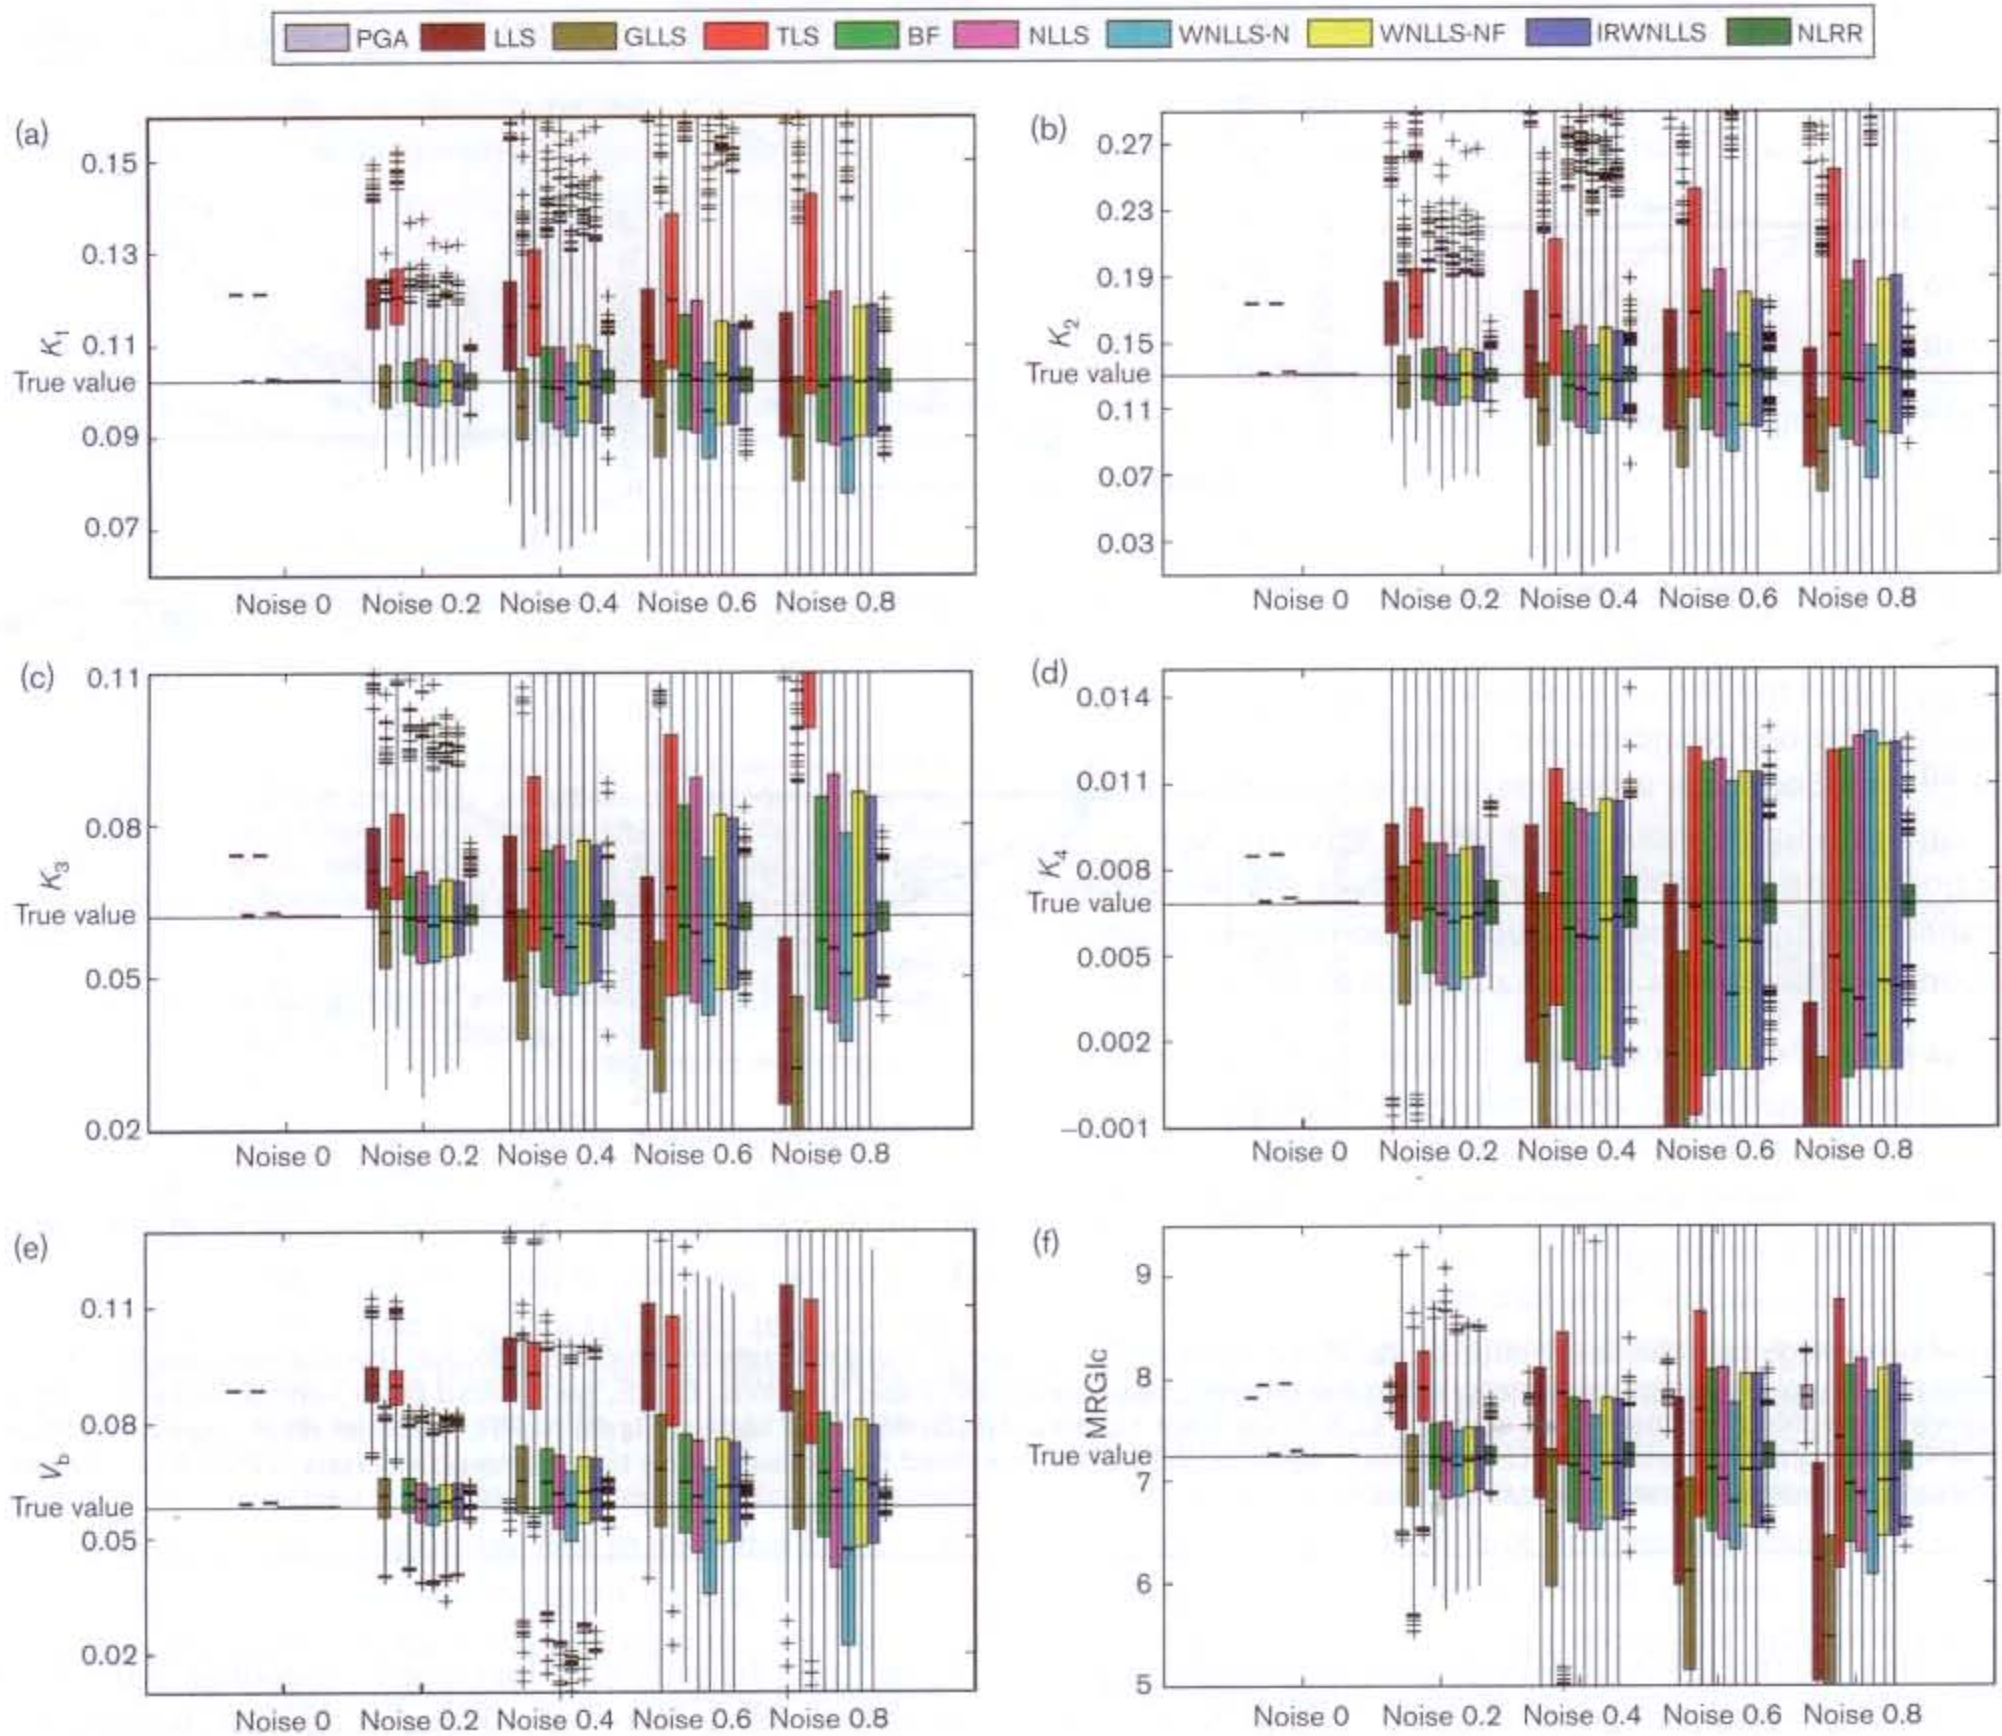 PGA LLS GLLS TLS BF NLLS WNLLS-N WNLLS-NF IRWNLLS NLRR
(a)
0.15
0.13
0.11
True value
0.09
0.07
K1
Noise 0 Noise 0.2 Noise 0.4 Noise 0.6 Noise 0.8
(b)
0.27
0.23
0.19
0.15
True value
0.11
0.07
0.03
K2
Noise 0 Noise 0.2 Noise 0.4 Noise 0.6 Noise 0.8
(c)
0.11
0.08
True value
0.05
0.02
K3
Noise 0 Noise 0.2 Noise 0.4 Noise 0.6 Noise 0.8
(d)
0.014
0.011
0.008
True value
0.005
0.002
−0.001
K4
Noise 0 Noise 0.2 Noise 0.4 Noise 0.6 Noise 0.8
(e)
0.11
0.08
True value
0.05
0.02
Vb
Noise 0 Noise 0.2 Noise 0.4 Noise 0.6 Noise 0.8
(f)
9
8
True value
7
6
5
MRGlc
Noise 0 Noise 0.2 Noise 0.4 Noise 0.6 Noise 0.8